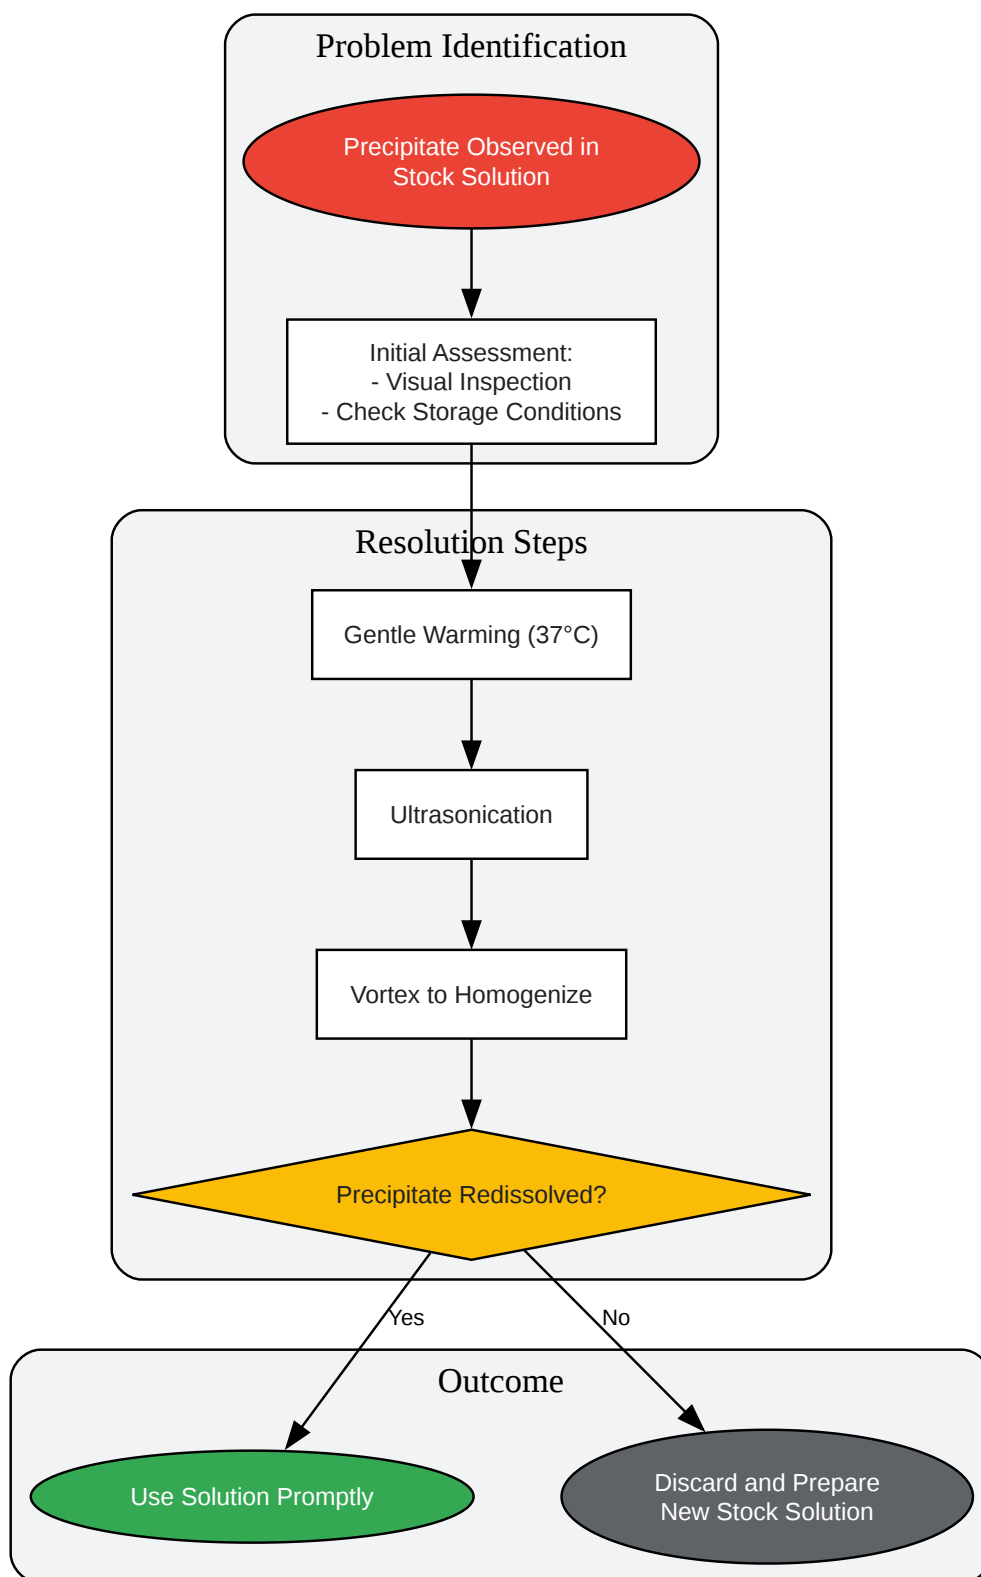 Problem Identification
Precipitate Observed in
Stock Solution
Initial Assessment:
- Visual Inspection
- Check Storage Conditions
Resolution Steps
Gentle Warming (37°C)
Ultrasonication
Vortex to Homogenize
Precipitate Redissolved?
Yes
No
Outcome
Use Solution Promptly
Discard and Prepare
New Stock Solution